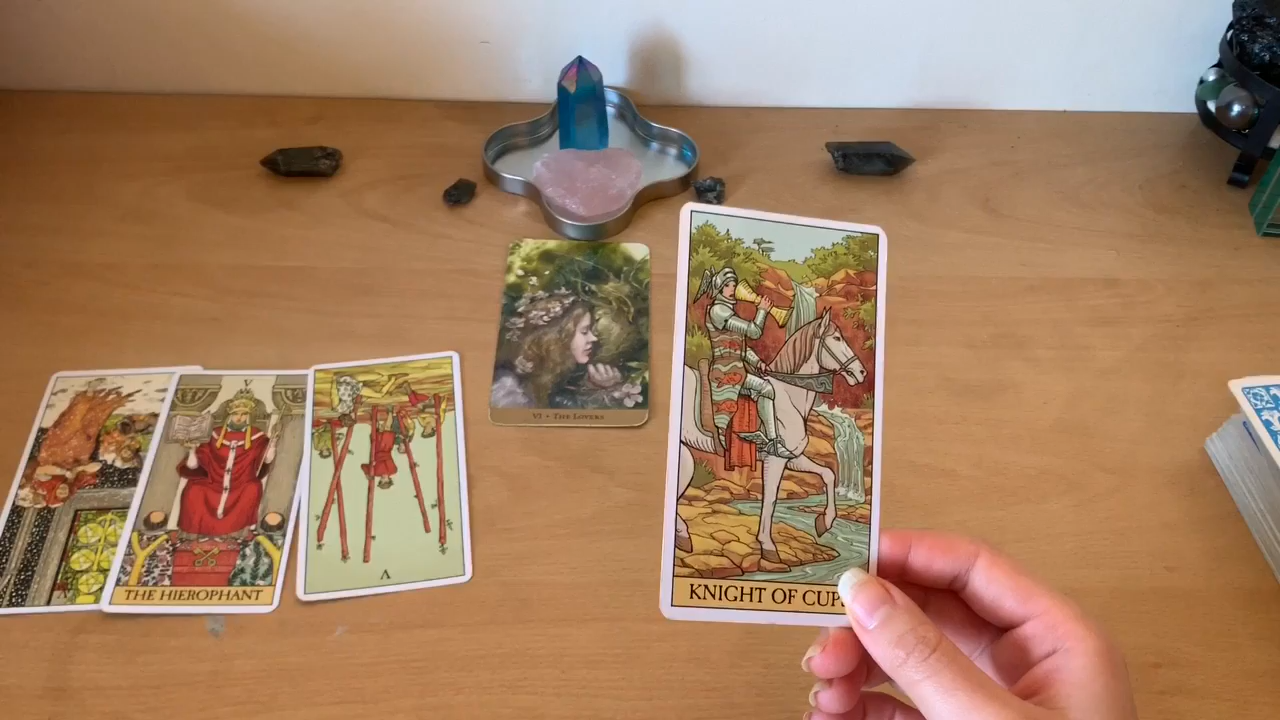 VI • THE LOVERS
KNIGHT OF CUP
V
THE HIEROPHANT
V